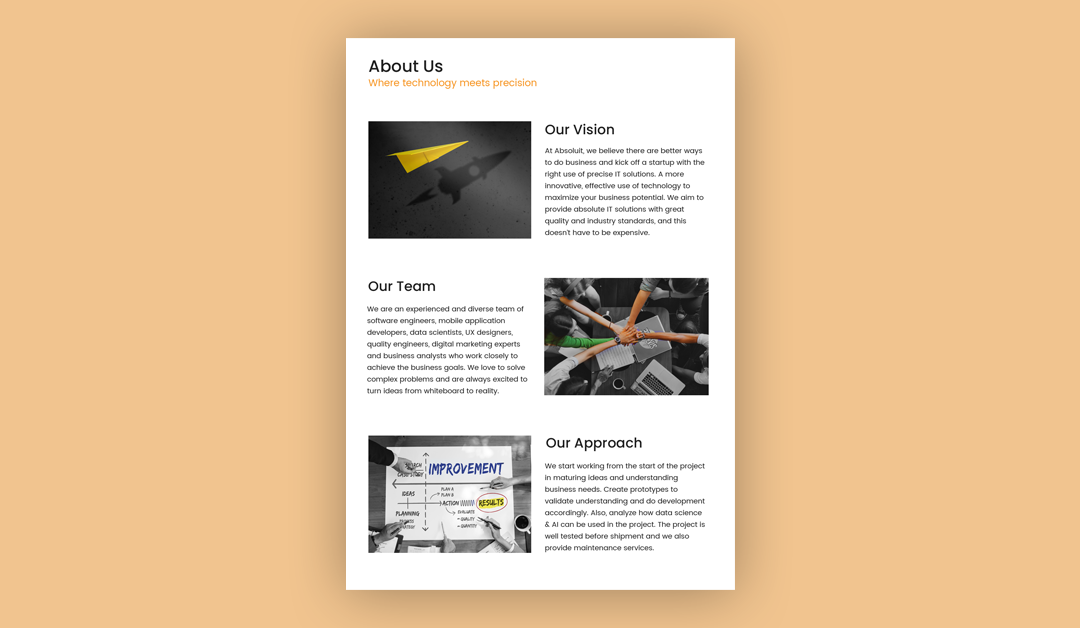 About Us
Where technology meets precision
Our Vision
At Absoluit, we believe there are better ways
to do business and kick off a startup with the
right use of precise IT solutions. A more
innovative, effective use of technology to
maximize your business potential. We aim to
provide absolute IT solutions with great
quality and industry standards, and this
doesn't have to be expensive.
Our Team
We are an experienced and diverse team of
software engineers, mobile application
developers, data scientists, UX designers,
quality engineers, digital marketing experts
and business analysts who work closely to
achieve the business goals. We love to solve
complex problems and are always excited to
turn ideas from whiteboard to reality.
IMPROVEMENT
IDEAS
PLAN A
PLAN B
ACTION
RESULTS
PLANNING
EVALUATE
- QUALITY
- QUANTITY
Our Approach
We start working from the start of the project
in maturing ideas and understanding
business needs. Create prototypes to
validate understanding and do development
accordingly. Also, analyze how data science
& AI can be used in the project. The project is
well tested before shipment and we also
provide maintenance services.